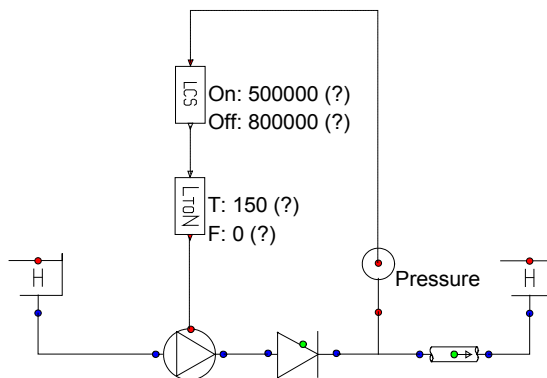 LCS
On: 500000 (?)
Off: 800000 (?)
LTON
T: 150 (?)
F: 0 (?)
H
Pressure
H